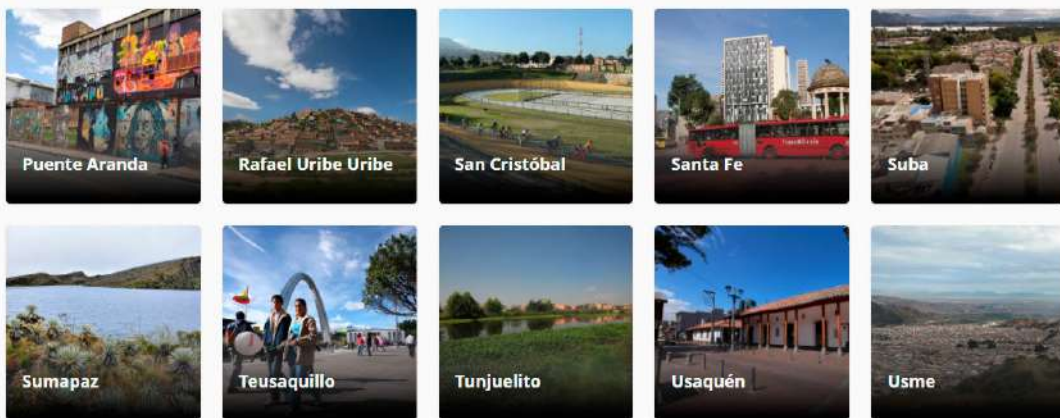 Puente Aranda
Rafael Uribe Uribe
San Cristóbal
Santa Fe
Suba
Sumapaz
Teusaquillo
Tunjuelito
Usaquén
Usme